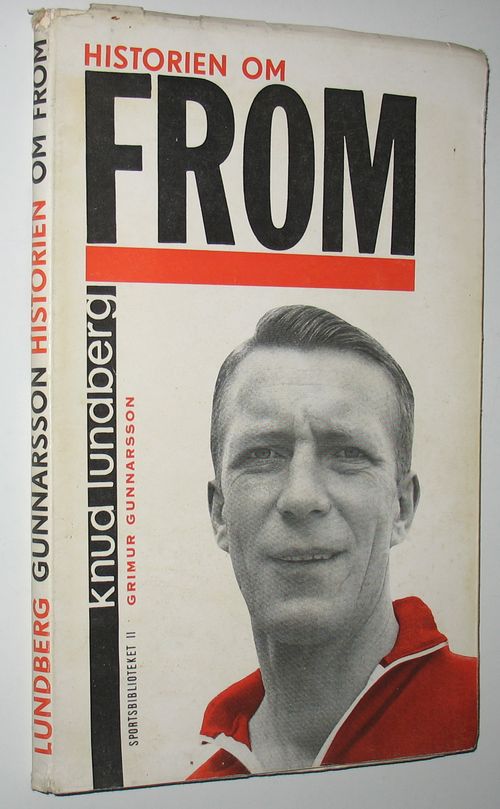 HISTORIEN OM
FROM
knud lundberg
GRIMUR GUNNARSSON
SPORTSBIBLIOTEKET II
LUNDBERG GUNNARSSON HISTORIEN OM FROM